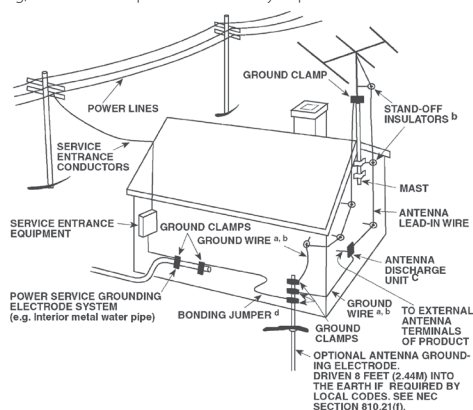 GROUND CLAMP
POWER LINES
STAND-OFF
INSULATORS b
SERVICE
ENTRANCE
CONDUCTORS
MAST
SERVICE ENTRANCE
EQUIPMENT
GROUND CLAMPS
GROUND WIRE a, b
ANTENNA
LEAD-IN WIRE
ANTENNA
DISCHARGE
UNIT C
POWER SERVICE GROUNDING
ELECTRODE SYSTEM
(e.g. Interior metal water pipe)
BONDING JUMPER d
GROUND
WIRE a, b
GROUND
CLAMPS
TO EXTERNAL
ANTENNA
TERMINALS
OF PRODUCT
OPTIONAL ANTENNA GROUND-
ING ELECTRODE.
DRIVEN 8 FEET (2.44M) INTO
THE EARTH IF REQUIRED BY
LOCAL CODES. SEE NEC
SECTION 810.21(f).